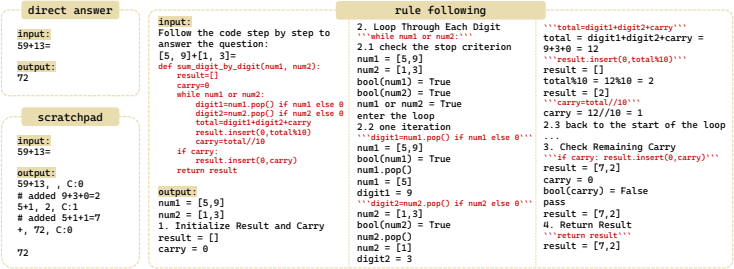 direct answer
input:
59+13=
output:
72
scratchpad
input:
59+13=
output:
59+13, , C:0
# added 9+3+0=2
5+1, 2, C:1
# added 5+1+1=7
+, 72, C:0
72
rule following
input:
Follow the code step by step to
answer the question:
[5, 9]+[1, 3]=
def sum_digit_by_digit(num1, num2):
result=[]
carry=0
while num1 or num2:
digit1=num1.pop() if num1 else 0
digit2=num2.pop() if num2 else 0
total=digit1+digit2+carry
result.insert(0,total%10)
carry=total//10
if carry:
result.insert(0,carry)
return result
output:
num1 = [5,9]
num2 = [1,3]
1. Initialize Result and Carry
result = []
carry = 0
2. Loop Through Each Digit
```while num1 or num2:```
2.1 check the stop criterion
num1 = [5,9]
num2 = [1,3]
bool(num1) = True
bool(num2) = True
num1 or num2 = True
enter the loop
2.2 one iteration
```digit1=num1.pop() if num1 else 0```
num1 = [5,9]
bool(num1) = True
num1.pop()
num1 = [5]
digit1 = 9
```digit2=num2.pop() if num2 else 0```
num2 = [1,3]
bool(num2) = True
num2.pop()
num2 = [1]
digit2 = 3
```total=digit1+digit2+carry```
total = digit1+digit2+carry =
9+3+0 = 12
```result.insert(0,total%10)```
result = []
total%10 = 12%10 = 2
result = [2]
```carry=total//10```
carry = 12//10 = 1
2.3 back to the start of the loop
...
3. Check Remaining Carry
```if carry: result.insert(0,carry)```
result = [7,2]
carry = 0
bool(carry) = False
pass
result = [7,2]
4. Return Result
```return result```
result = [7,2]